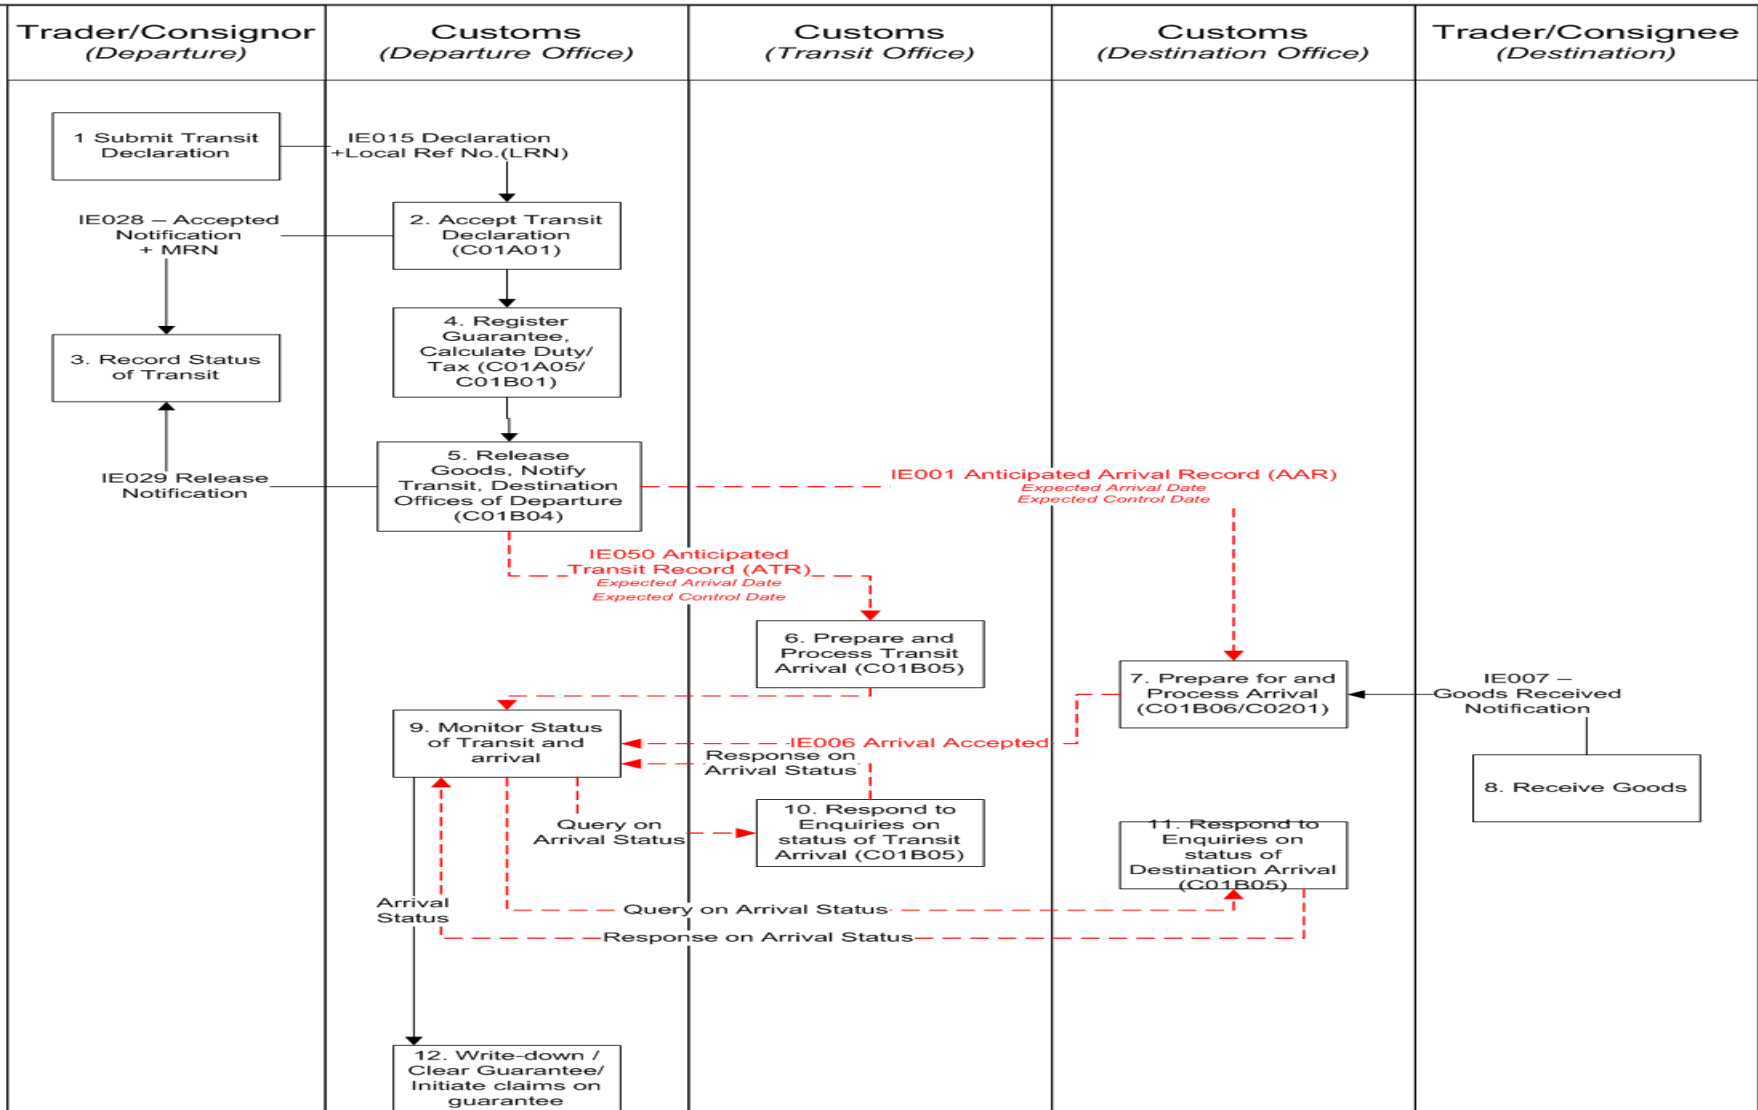 Trader/Consignor
(Departure)
Customs
(Departure Office)
Customs
(Transit Office)
Customs
(Destination Office)
Trader/Consignee
(Destination)
1 Submit Transit
Declaration
IE015 Declaration
+Local Ref No.(LRN)
IE028 – Accepted
Notification
+ MRN
2. Accept Transit
Declaration
(C01A01)
3. Record Status
of Transit
4. Register
Guarantee,
Calculate Duty/
Tax (C01A05/
C01B01)
IE029 Release
Notification
5. Release
Goods, Notify
Transit, Destination
Offices of Departure
(C01B04)
IE001 Anticipated Arrival Record (AAR)
Expected Arrival Date
Expected Control Date
IE050 Anticipated
Transit Record (ATR)
Expected Arrival Date
Expected Control Date
6. Prepare and
Process Transit
Arrival (C01B05)
7. Prepare for and
Process Arrival
(C01B06/C0201)
IE007 –
Goods Received
Notification
8. Receive Goods
9. Monitor Status
of Transit and
arrival
IE006 Arrival Accepted
Response on
Arrival Status
Query on
Arrival Status
10. Respond to
Enquiries on
status of Transit
Arrival (C01B05)
11. Respond to
Enquiries on
status of
Destination Arrival
(C01B05)
Arrival
Status
Query on Arrival Status
Response on Arrival Status
12. Write-down /
Clear Guarantee/
Initiate claims on
guarantee